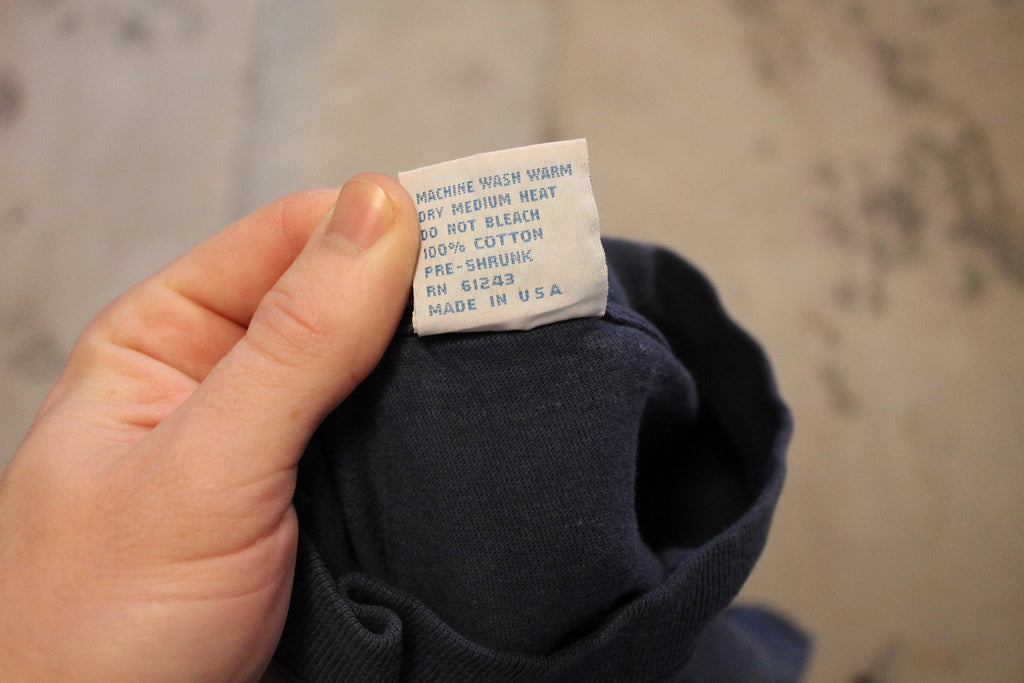 MACHINE WASH WARM
DRY MEDIUM HEAT
DO NOT BLEACH
100% COTTON
PRE-SHRUNK
RN 61243
MADE IN USA